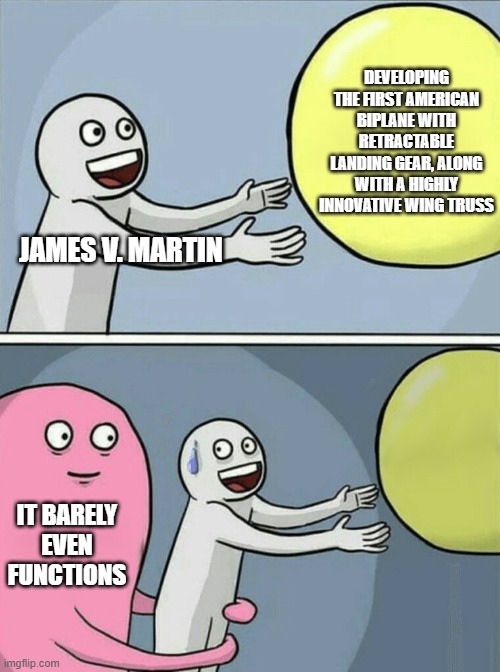 DEVELOPING
THE FIRST AMERICAN
BIPLANE WITH
RETRACTABLE
LANDING GEAR, ALONG
WITH A HIGHLY
INNOVATIVE WING TRUSS
JAMES V. MARTIN
IT BARELY
EVEN
FUNCTIONS
imgflip.com